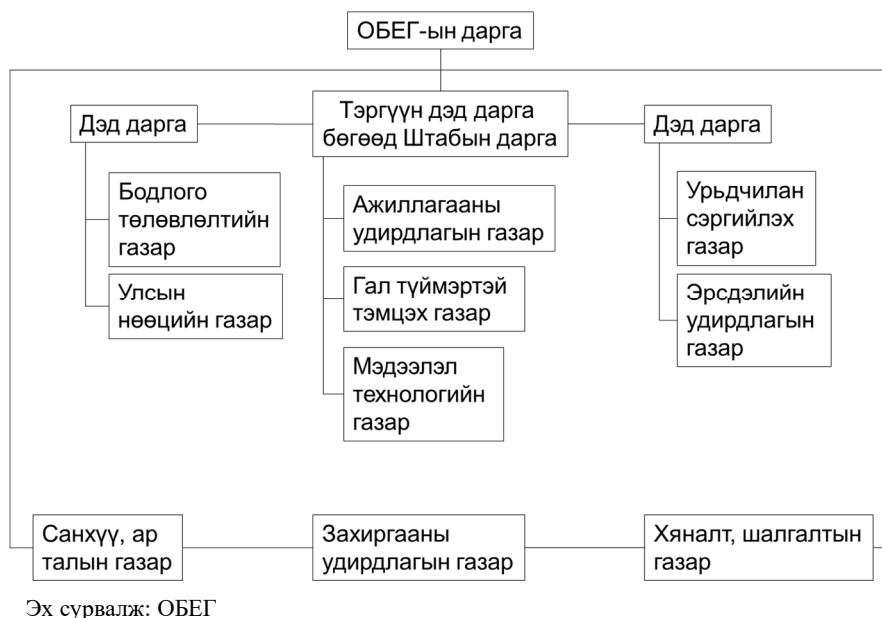 ОБЕГ-ын дарга
Дэд дарга
Тэргүүн дэд дарга
бөгөөд Штабын дарга
Дэд дарга
Бодлого
төлөвлөлтийн
газар
Улсын
нөөцийн газар
Ажиллагааны
удирдлагын газар
Гал түймэртэй
тэмцэх газар
Мэдээлэл
технологийн
газар
Урьдчилан
сэргийлэх
газар
Эрсдэлийн
удирдлагын
газар
Санхүү, ар
талын газар
Захиргааны
удирдлагын газар
Хяналт, шалгалтын
газар
Эх сурвалж: ОБЕГ